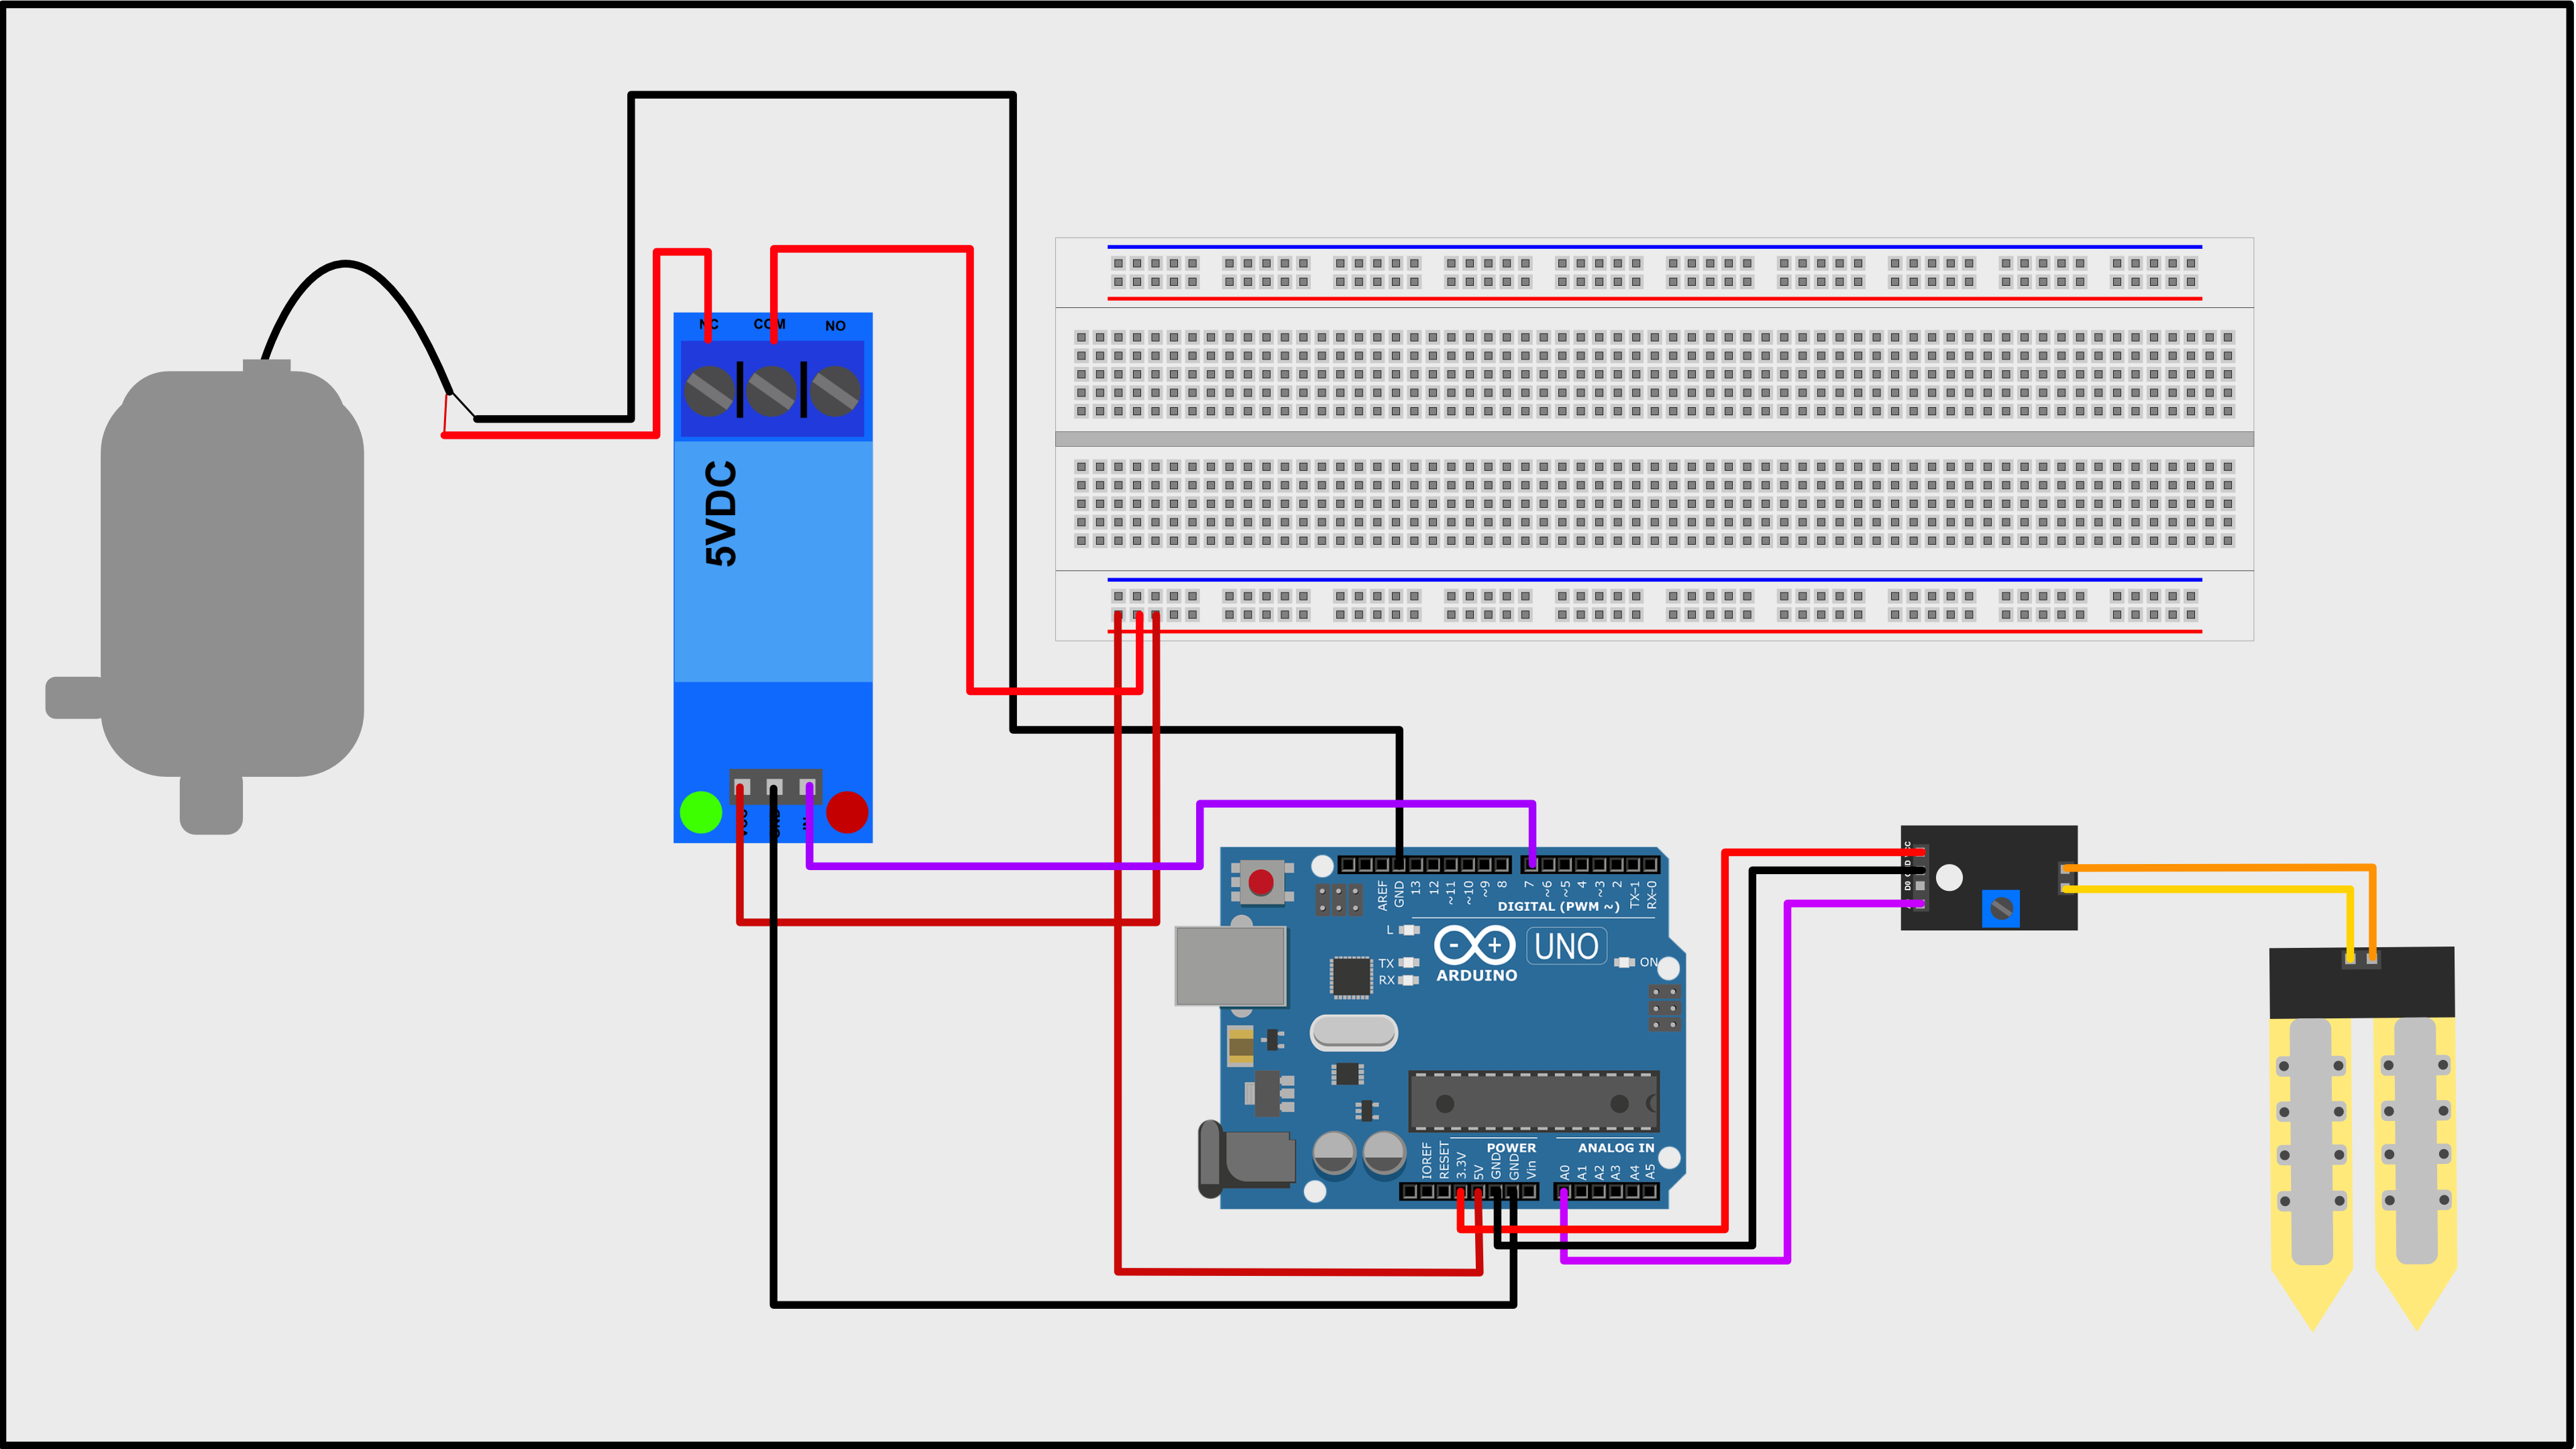 NC COM NO
5VDC
VCC GND IN
AREF GND 13 12 ~11 ~10 ~9 8 7 ~6 ~5 4 ~3 2 TX-1 RX-0
DIGITAL (PWM ~)
L
TX
RX
- +
UNO
ARDUINO
ON
POWER ANALOG IN
IOREF RESET 3.3V 5V GND GND Vin A0 A1 A2 A3 A4 A5
D0